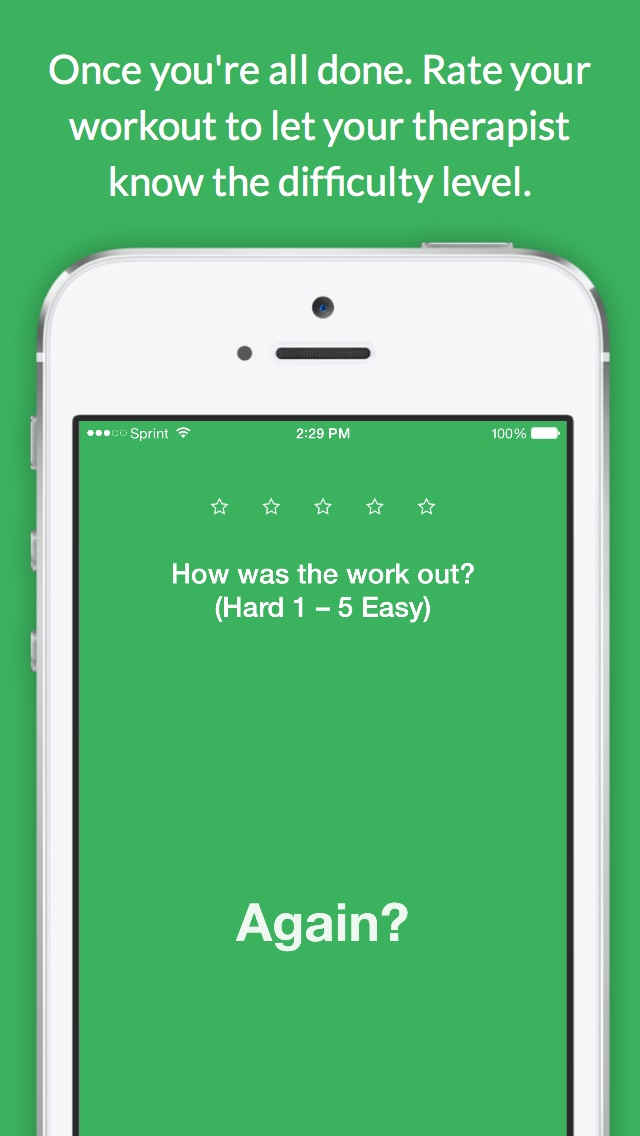 Once you're all done. Rate your
workout to let your therapist
know the difficulty level.
Sprint 2:29 PM 100%
How was the work out?
(Hard 1 – 5 Easy)
Again?